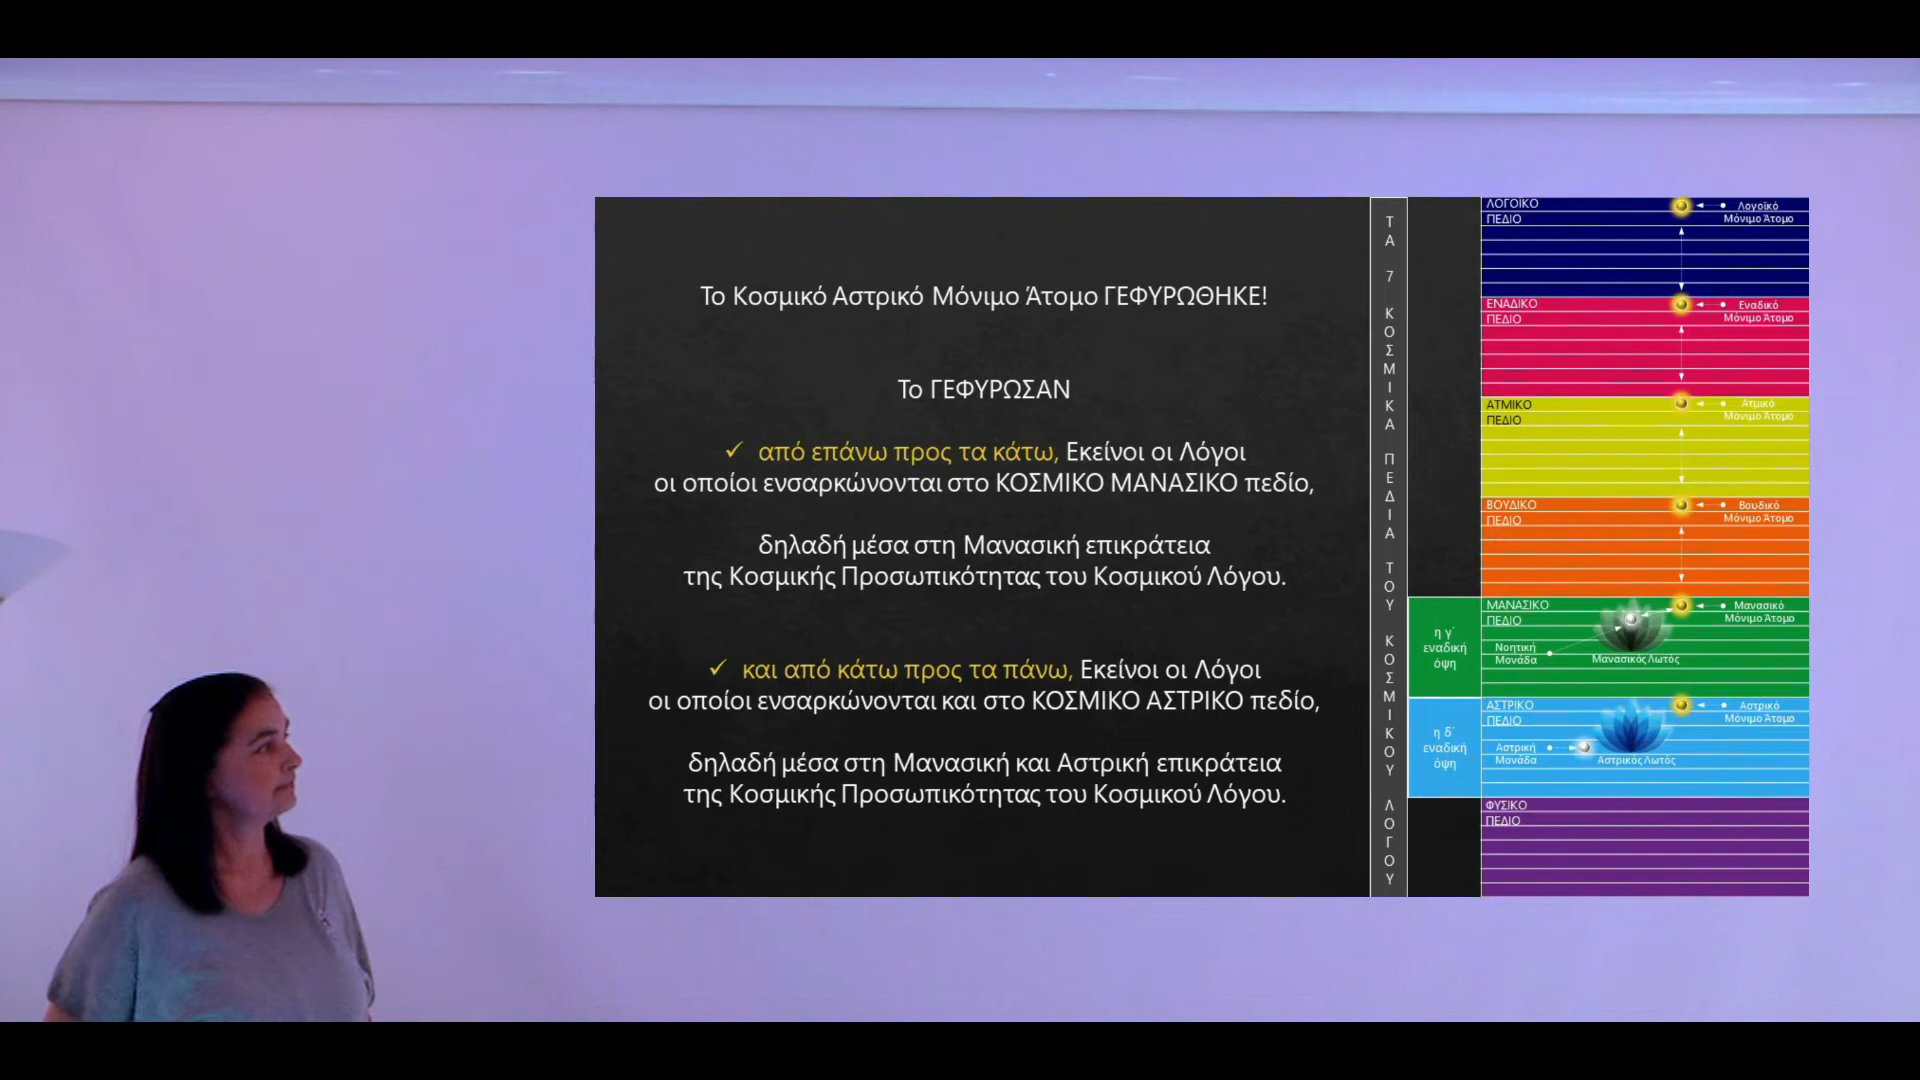 Το Κοσμικό Αστρικό Μόνιμο Άτομο ΓΕΦΥΡΩΘΗΚΕ!
Το ΓΕΦΥΡΩΣΑΝ
✓ από επάνω προς τα κάτω, Εκείνοι οι Λόγοι
οι οποίοι ενσαρκώνονται στο ΚΟΣΜΙΚΟ ΜΑΝΑΣΙΚΟ πεδίο,
δηλαδή μέσα στη Μανασική επικράτεια
της Κοσμικής Προσωπικότητας του Κοσμικού Λόγου.
✓ και από κάτω προς τα πάνω, Εκείνοι οι Λόγοι
οι οποίοι ενσαρκώνονται και στο ΚΟΣΜΙΚΟ ΑΣΤΡΙΚΟ πεδίο,
δηλαδή μέσα στη Μανασική και Αστρική επικράτεια
της Κοσμικής Προσωπικότητας του Κοσμικού Λόγου.
ΤΑ 7 ΚΟΣΜΙΚΑ ΠΕΔΙΑ ΤΟΥ ΚΟΣΜΙΚΟΥ ΛΟΓΟΥ
ΛΟΓΟΪΚΟ
ΠΕΔΙΟ
Λογοϊκό
Μόνιμο Άτομο
ΕΝΑΔΙΚΟ
ΠΕΔΙΟ
Εναδικό
Μόνιμο Άτομο
ΑΤΜΙΚΟ
ΠΕΔΙΟ
Ατμικό
Μόνιμο Άτομο
ΒΟΥΔΙΚΟ
ΠΕΔΙΟ
Βουδικό
Μόνιμο Άτομο
η γ΄
εναδική
όψη
ΜΑΝΑΣΙΚΟ
ΠΕΔΙΟ
Μανασικό
Μόνιμο Άτομο
Νοητική
Μονάδα
Μανασικός Λωτός
η δ΄
εναδική
όψη
ΑΣΤΡΙΚΟ
ΠΕΔΙΟ
Αστρικό
Μόνιμο Άτομο
Αστρική
Μονάδα
Αστρικός Λωτός
ΦΥΣΙΚΟ
ΠΕΔΙΟ